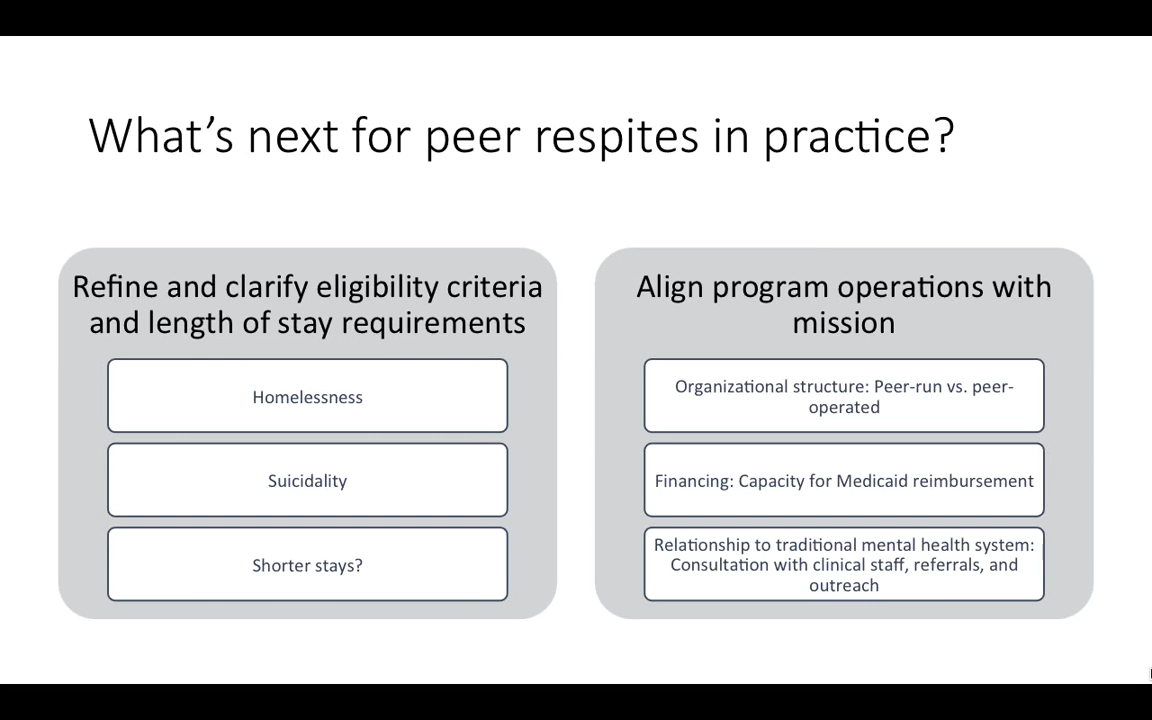 What’s next for peer respites in practice?
Refine and clarify eligibility criteria
and length of stay requirements
Homelessness
Suicidality
Shorter stays?
Align program operations with
mission
Organizational structure: Peer-run vs. peer-
operated
Financing: Capacity for Medicaid reimbursement
Relationship to traditional mental health system:
Consultation with clinical staff, referrals, and
outreach